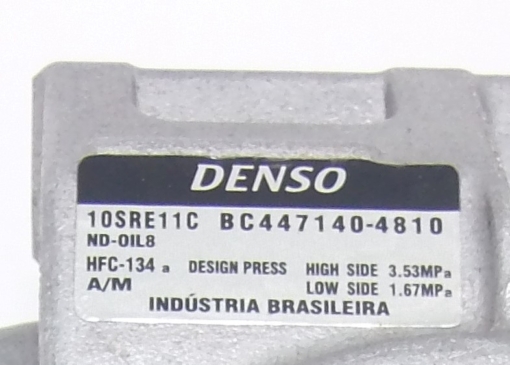 DENSO
10SRE11C BC447140-4810
ND-OIL8
HFC-134a DESIGN PRESS HIGH SIDE 3.53MPa
A/M LOW SIDE 1.67MPa
INDÚSTRIA BRASILEIRA